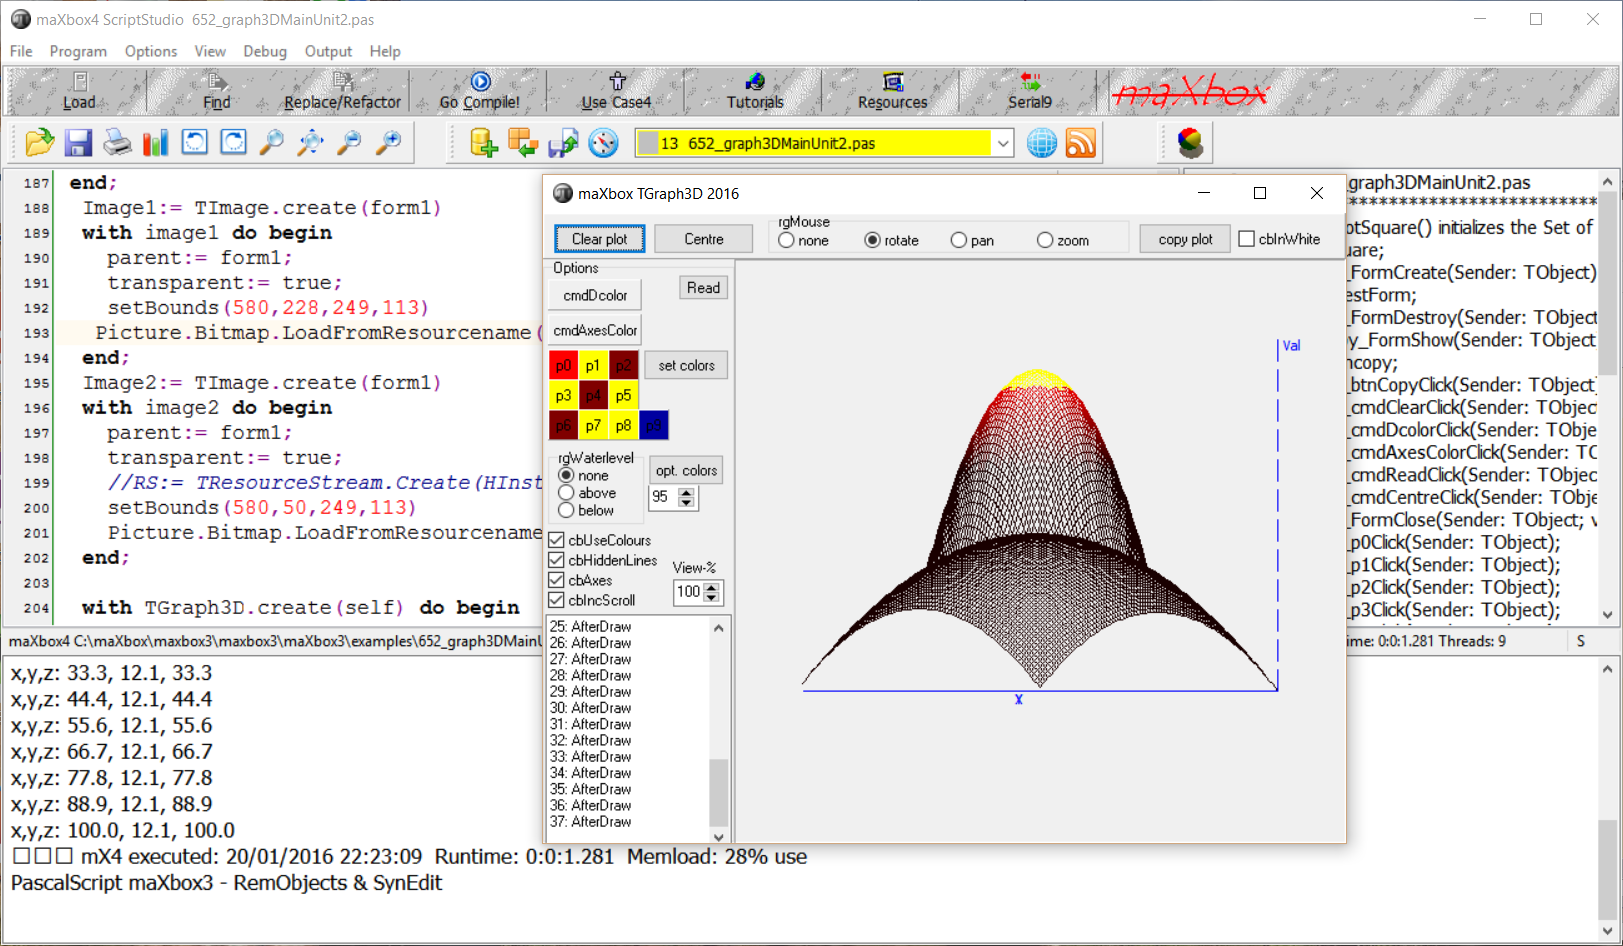 maXbox4 ScriptStudio  652_graph3DMainUnit2.pas
File Program Options View Debug Output Help
Load Find Replace/Refactor Go Compile! Use Case4 Tutorials Resources Serial9 maXbox
13 652_graph3DMainUnit2.pas
187 end;
188 Image1:= TImage.create(form1)
189 with image1 do begin
190 parent:= form1;
191 transparent:= true;
192 setBounds(580,228,249,113)
193 Picture.Bitmap.LoadFromResourcename(
194 end;
195 Image2:= TImage.create(form1)
196 with image2 do begin
197 parent:= form1;
198 transparent:= true;
199 //RS:= TResourceStream.Create(HInst
200 setBounds(580,50,249,113)
201 Picture.Bitmap.LoadFromResourcename
202 end;
203
204 with TGraph3D.create(self) do begin
maXbox TGraph3D 2016
Clear plot Centre
rgMouse
none rotate pan zoom
copy plot cbInWhite
Options
cmdDcolor Read
cmdAxesColor
p0 p1 p2 set colors
p3 p4 p5
p6 p7 p8 p9
rgWaterlevel
none
above
below
opt. colors
95
cbUseColours
cbHiddenLines
cbAxes
cbIncScroll
View-%
100
25: AfterDraw
26: AfterDraw
27: AfterDraw
28: AfterDraw
29: AfterDraw
30: AfterDraw
31: AfterDraw
32: AfterDraw
33: AfterDraw
34: AfterDraw
35: AfterDraw
36: AfterDraw
37: AfterDraw
Val
X
graph3DMainUnit2.pas
****************************
otSquare() initializes the Set of
are;
_FormCreate(Sender: TObject)
estForm;
_FormDestroy(Sender: TObject
y_FormShow(Sender: TObject
ncopy;
_btnCopyClick(Sender: TObject)
_cmdClearClick(Sender: TObjec
_cmdDcolorClick(Sender: TObje
_cmdAxesColorClick(Sender: TO
_cmdReadClick(Sender: TObject
_cmdCentreClick(Sender: TObje
_FormClose(Sender: TObject; v
_p0Click(Sender: TObject);
_p1Click(Sender: TObject);
_p2Click(Sender: TObject);
_p3Click(Sender: TObject);
maXbox4 C:\maXbox\maxbox3\maxbox3\maXbox3\examples\652_graph3DMainU
ime: 0:0:1.281 Threads: 9 S
x,y,z: 33.3, 12.1, 33.3
x,y,z: 44.4, 12.1, 44.4
x,y,z: 55.6, 12.1, 55.6
x,y,z: 66.7, 12.1, 66.7
x,y,z: 77.8, 12.1, 77.8
x,y,z: 88.9, 12.1, 88.9
x,y,z: 100.0, 12.1, 100.0
mX4 executed: 20/01/2016 22:23:09  Runtime: 0:0:1.281  Memload: 28% use
PascalScript maXbox3 - RemObjects & SynEdit